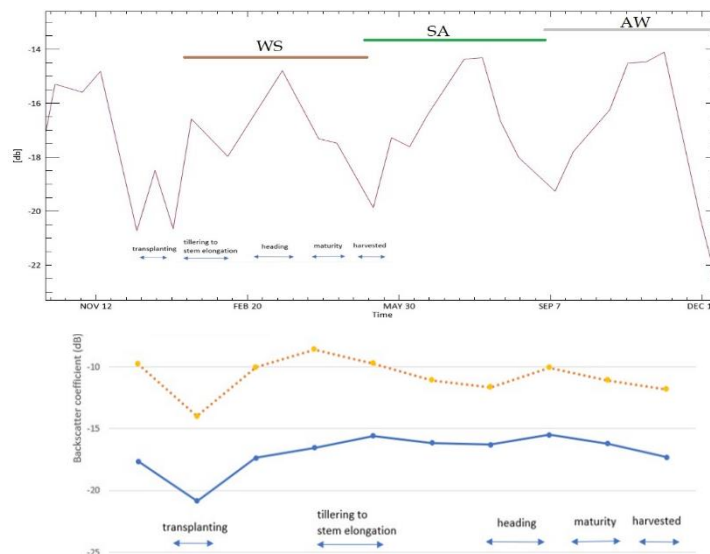 WS
SA
AW
-14
-16
-18
-20
-22
[db]
transplanting
tillering to
stem elongation
heading
maturity
harvested
NOV 12
FEB 20
MAY 30
SEP 7
DEC 1
Time
Backscatter coefficient (dB)
-10
-15
-20
-25
transplanting
tillering to
stem elongation
heading
maturity
harvested